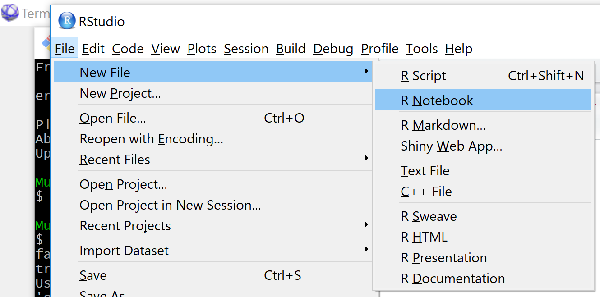 Term
RStudio
File Edit Code View Plots Session Build Debug Profile Tools Help
New File
New Project...
Open File... Ctrl+O
Reopen with Encoding...
Recent Files
Open Project...
Open Project in New Session...
Recent Projects
Import Dataset
Save Ctrl+S
Save As
R Script Ctrl+Shift+N
R Notebook
R Markdown...
Shiny Web App...
Text File
C++ File
R Sweave
R HTML
R Presentation
R Documentation
Fr
er
Pl
Ab
Up
Mu
$
Mu
$
fa
tr
Us